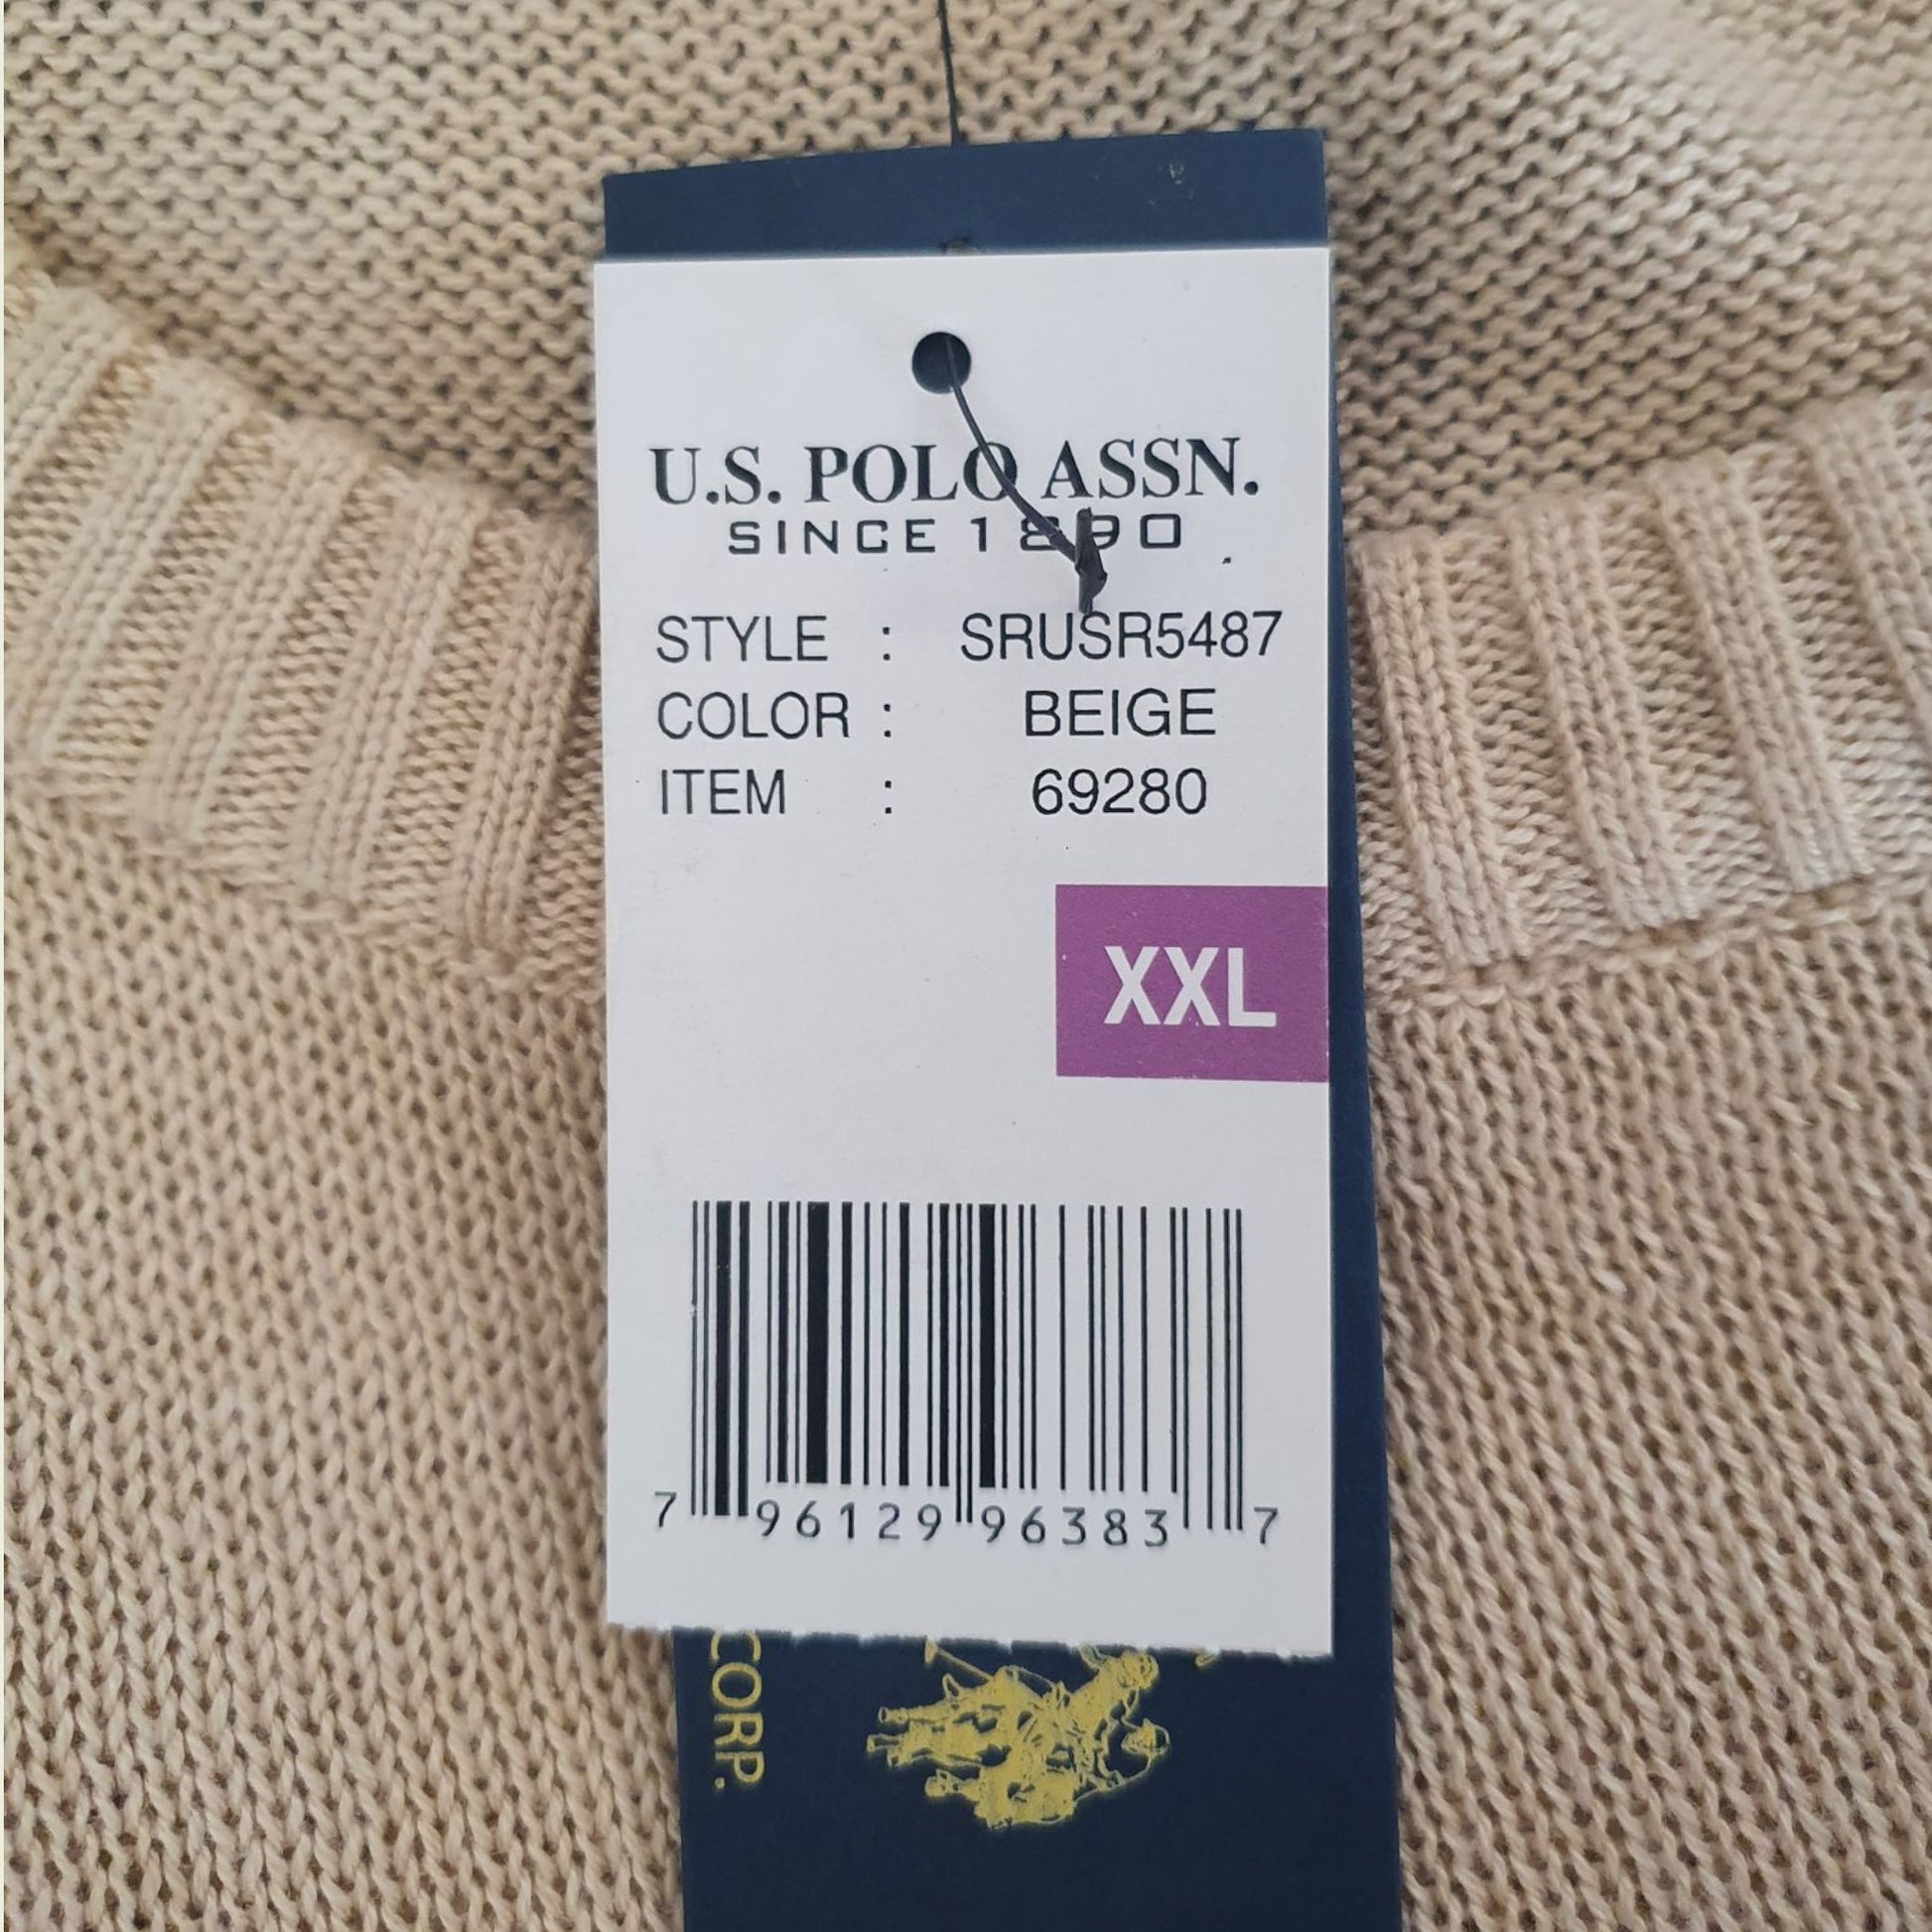 U.S. POLO ASSN.
SINCE 1890
STYLE : SRUSR5487
COLOR : BEIGE
ITEM : 69280
XXL
7 96129 96383 7
CORP.